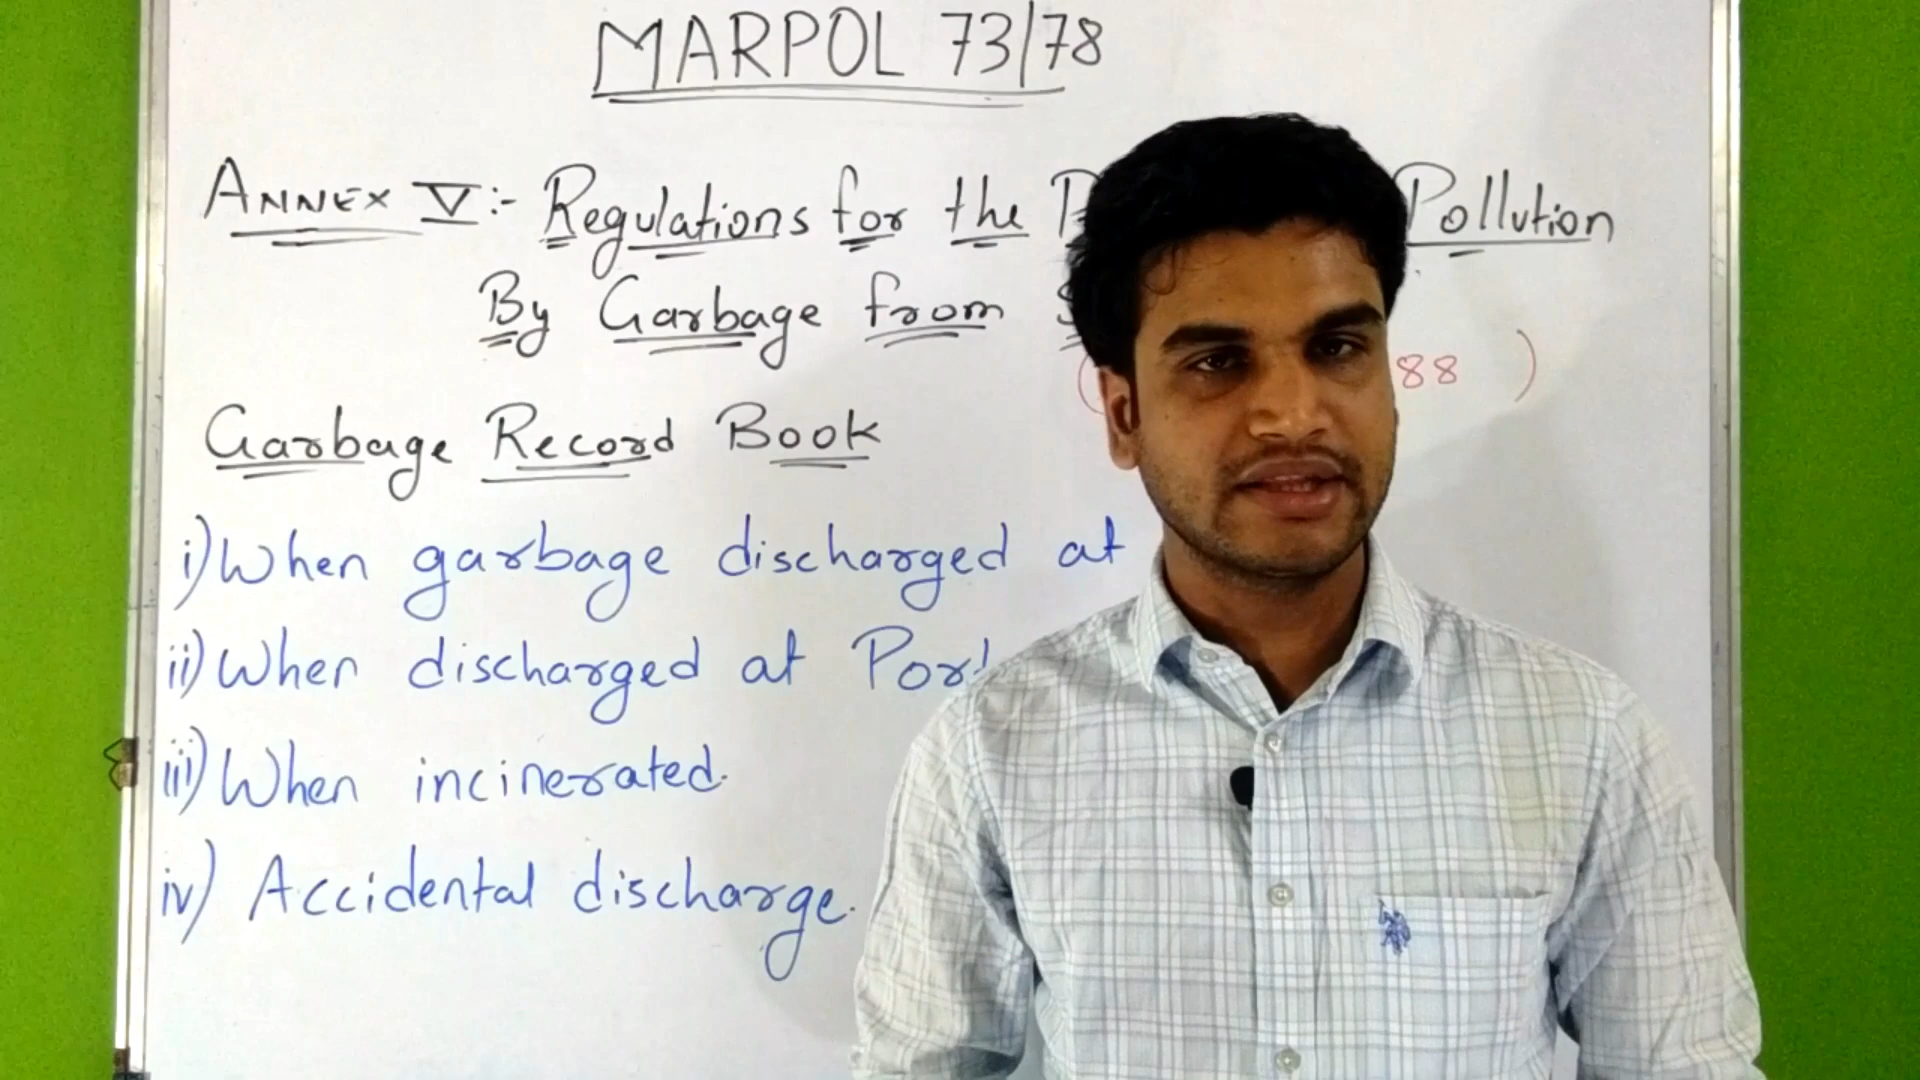 MARPOL 73/78
ANNEX V:- Regulations for the Pollution
By Garbage from
( 88 )
Garbage Record Book
i) When garbage discharged at
ii) When discharged at Port
iii) When incinerated.
iv) Accidental discharge.